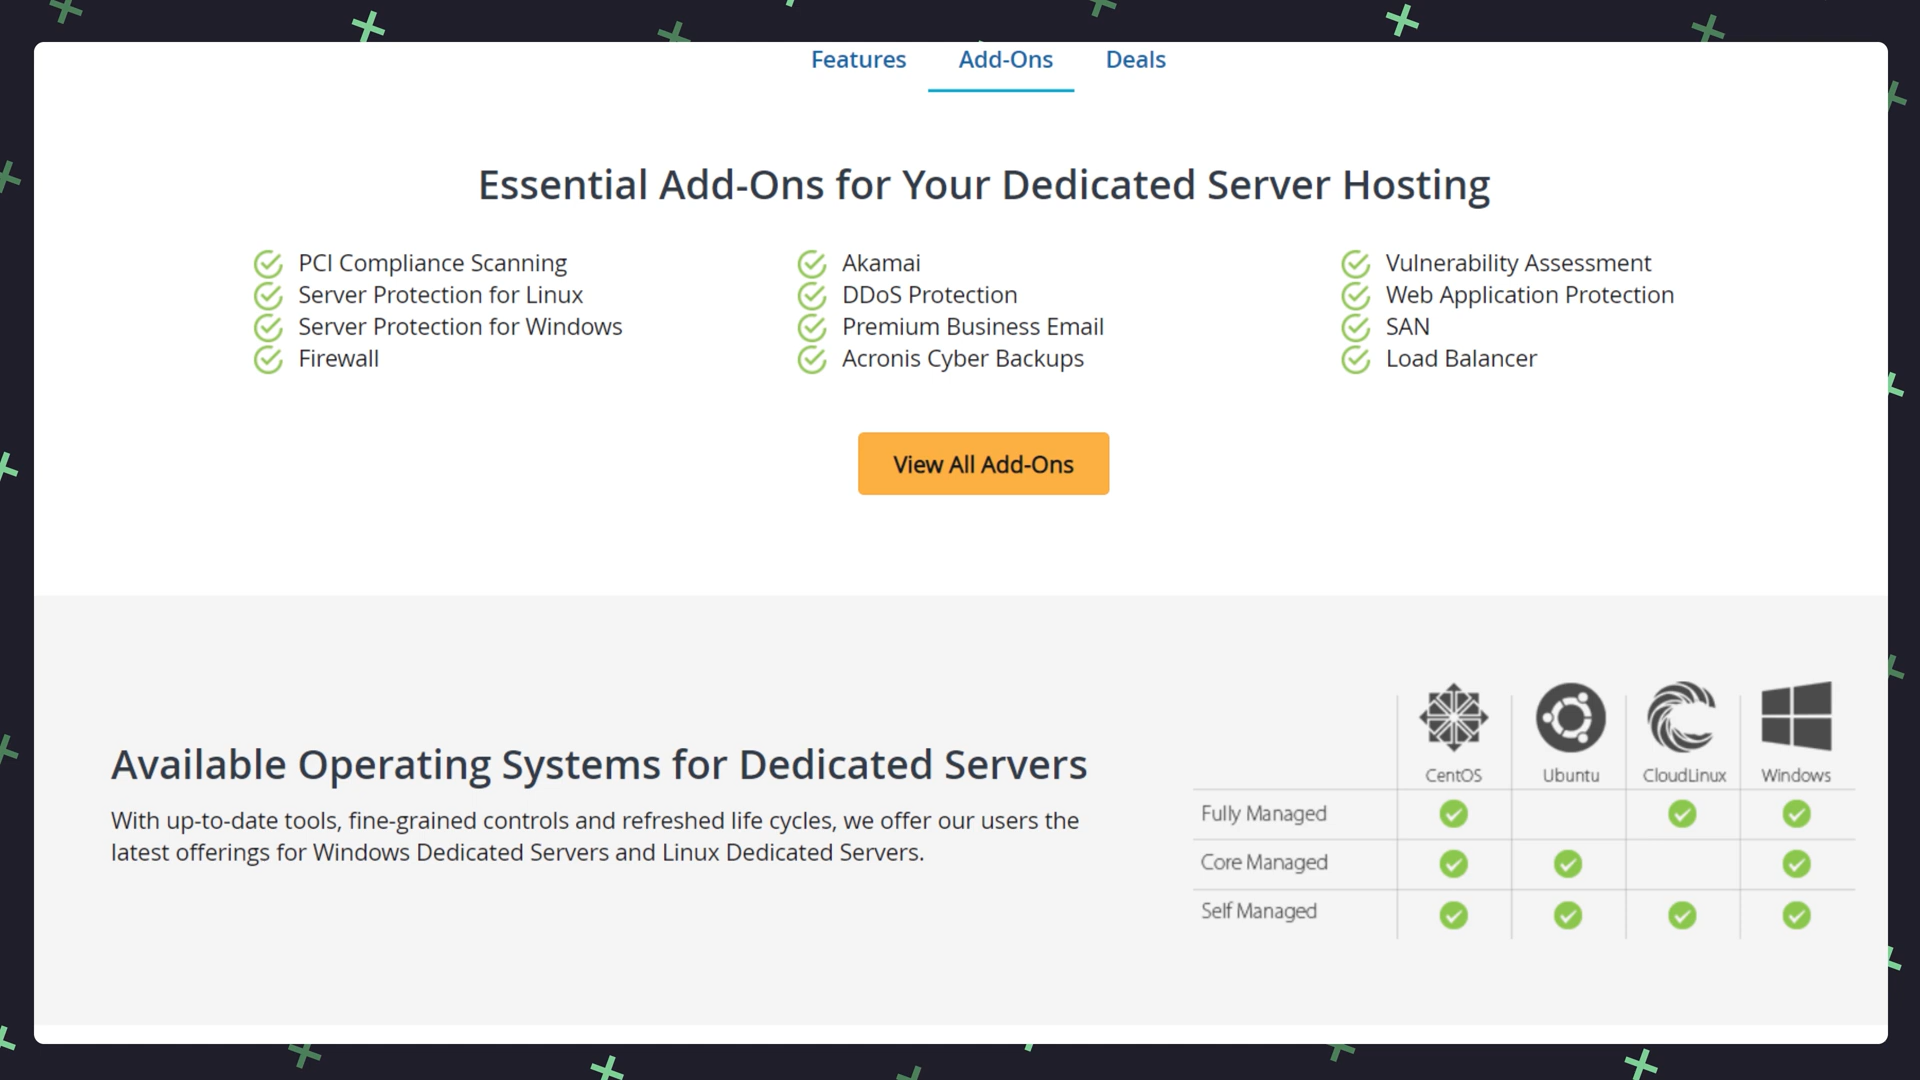 Features Add-Ons Deals
Essential Add-Ons for Your Dedicated Server Hosting
PCI Compliance Scanning
Server Protection for Linux
Server Protection for Windows
Firewall
Akamai
DDoS Protection
Premium Business Email
Acronis Cyber Backups
Vulnerability Assessment
Web Application Protection
SAN
Load Balancer
View All Add-Ons
Available Operating Systems for Dedicated Servers
With up-to-date tools, fine-grained controls and refreshed life cycles, we offer our users the
latest offerings for Windows Dedicated Servers and Linux Dedicated Servers.
CentOS Ubuntu CloudLinux Windows
Fully Managed
Core Managed
Self Managed